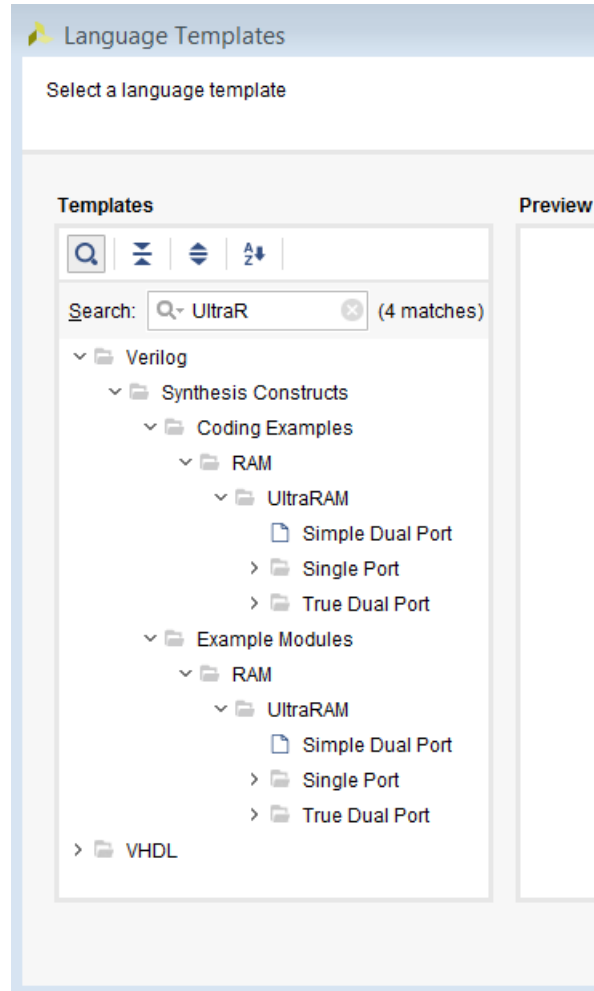 Language Templates
Select a language template
Templates
Preview
Search: UltraR (4 matches)
Verilog
Synthesis Constructs
Coding Examples
RAM
UltraRAM
Simple Dual Port
Single Port
True Dual Port
Example Modules
RAM
UltraRAM
Simple Dual Port
Single Port
True Dual Port
VHDL